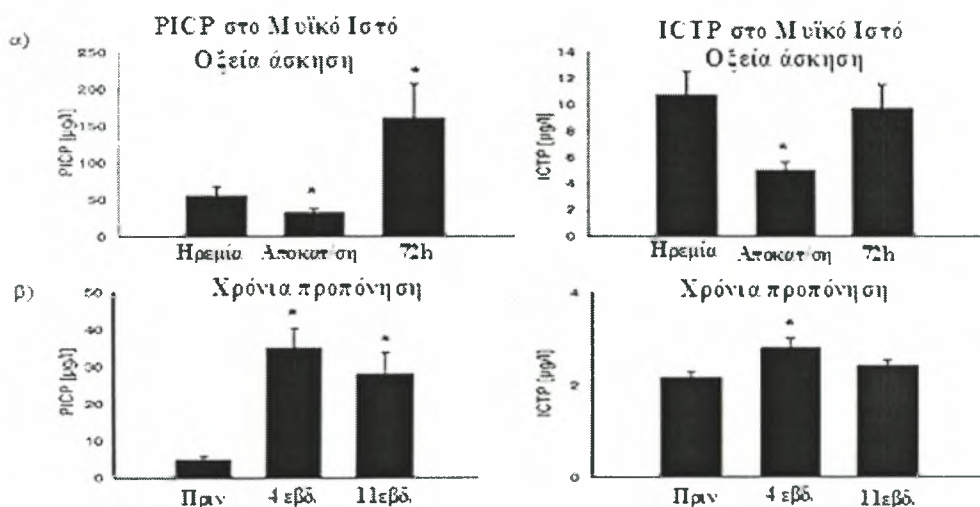 α)
PICP στο Μυϊκό Ιστό
Οξεία άσκηση
PICP [µg/l]
250
200
150
100
50
0
*
*
Ηρεμία Αποκατ/ση 72h
ICTP στο Μυϊκό Ιστό
Οξεία άσκηση
ICTP [µg/l]
14
12
10
8
6
4
2
0
*
Ηρεμία Αποκατ/ση 72h
β)
Χρόνια προπόνηση
PICP [µg/l]
50
40
30
20
10
0
*
*
Πριν 4 εβδ. 11εβδ.
Χρόνια προπόνηση
ICTP [µg/l]
4
2
0
*
Πριν 4 εβδ. 11εβδ.